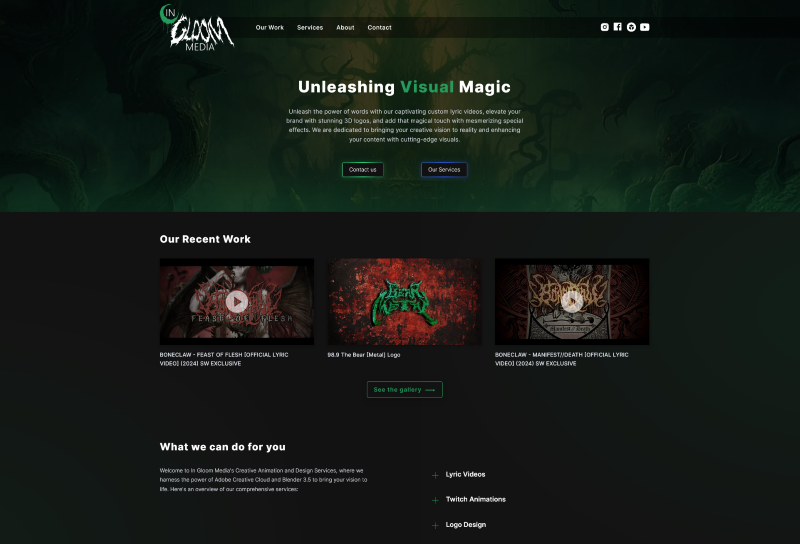 IN
GLOOM
MEDIA
Our Work Services About Contact
Unleashing Visual Magic
Unleash the power of words with our captivating custom lyric videos, elevate your
brand with stunning 3D logos, and add that magical touch with mesmerizing special
effects. We are dedicated to bringing your creative vision to reality and enhancing
your content with cutting-edge visuals.
Contact us
Our Services
Our Recent Work
FEAST OF FLESH
BEAR
METAL
Manifest//Death
BONECLAW - FEAST OF FLESH [OFFICIAL LYRIC
VIDEO] (2024) SW EXCLUSIVE
98.9 The Bear [Metal] Logo
BONECLAW - MANIFEST//DEATH [OFFICIAL LYRIC
VIDEO] (2024) SW EXCLUSIVE
See the gallery
What we can do for you
Welcome to In Gloom Media's Creative Animation and Design Services, where we
harness the power of Adobe Creative Cloud and Blender 3.5 to bring your vision to
life. Here's an overview of our comprehensive services:
Lyric Videos
Twitch Animations
Logo Design